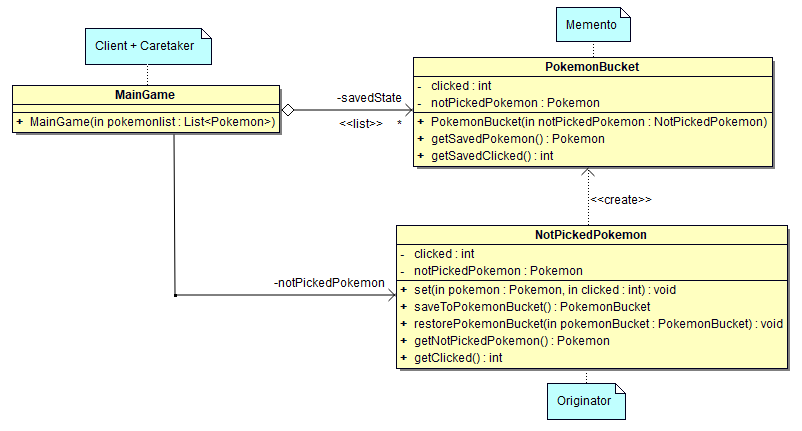 Memento
Client + Caretaker
PokemonBucket
- clicked : int
- notPickedPokemon : Pokemon
+ PokemonBucket(in notPickedPokemon : NotPickedPokemon)
+ getSavedPokemon() : Pokemon
+ getSavedClicked() : int
MainGame
+ MainGame(in pokemonlist : List<Pokemon>)
-savedState
<<list>> *
<<create>>
NotPickedPokemon
- clicked : int
- notPickedPokemon : Pokemon
+ set(in pokemon : Pokemon, in clicked : int) : void
+ saveToPokemonBucket() : PokemonBucket
+ restorePokemonBucket(in pokemonBucket : PokemonBucket) : void
+ getNotPickedPokemon() : Pokemon
+ getClicked() : int
-notPickedPokemon
Originator